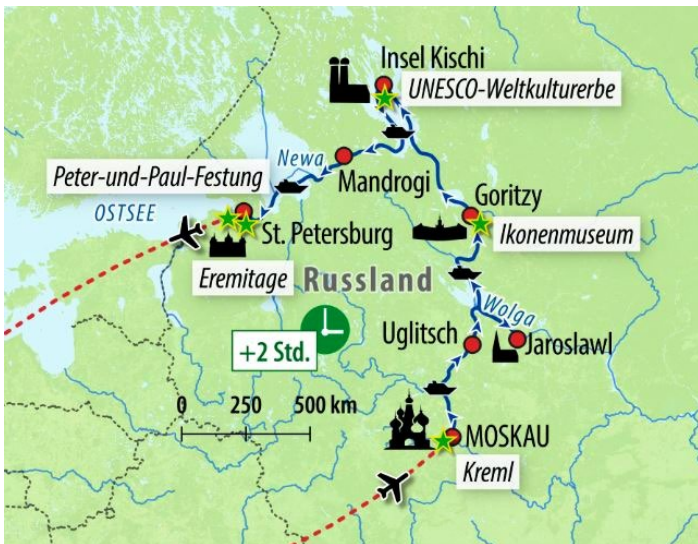 Insel Kischi
UNESCO-Weltkulturerbe
Newa
Mandrogi
Peter-und-Paul-Festung
OSTSEE
St. Petersburg
Eremitage
Goritzy
Ikonenmuseum
Russland
+2 Std.
Wolga
Uglitsch
Jaroslawl
0 250 500 km
MOSKAU
Kreml